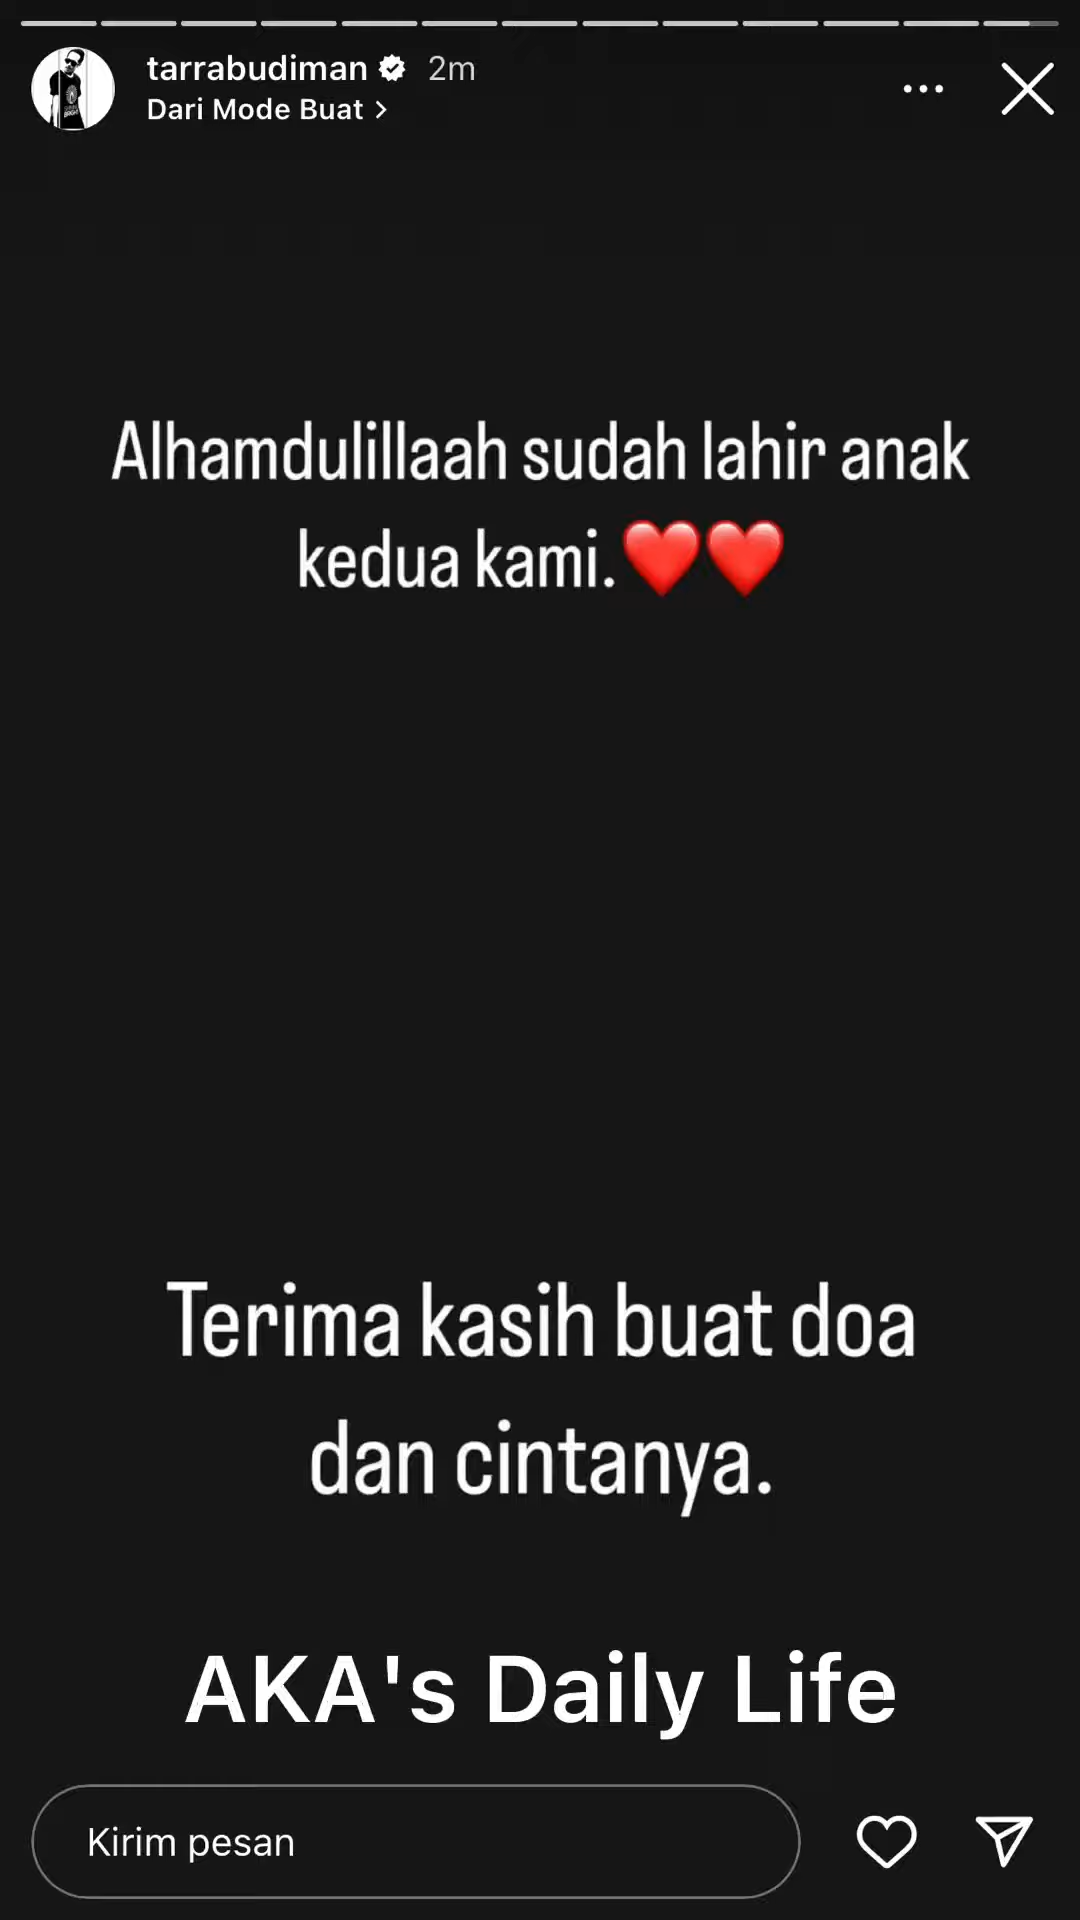 tarrabudiman 2m
Dari Mode Buat >
Alhamdulillaah sudah lahir anak
kedua kami.❤️❤️
Terima kasih buat doa
dan cintanya.
AKA's Daily Life
Kirim pesan